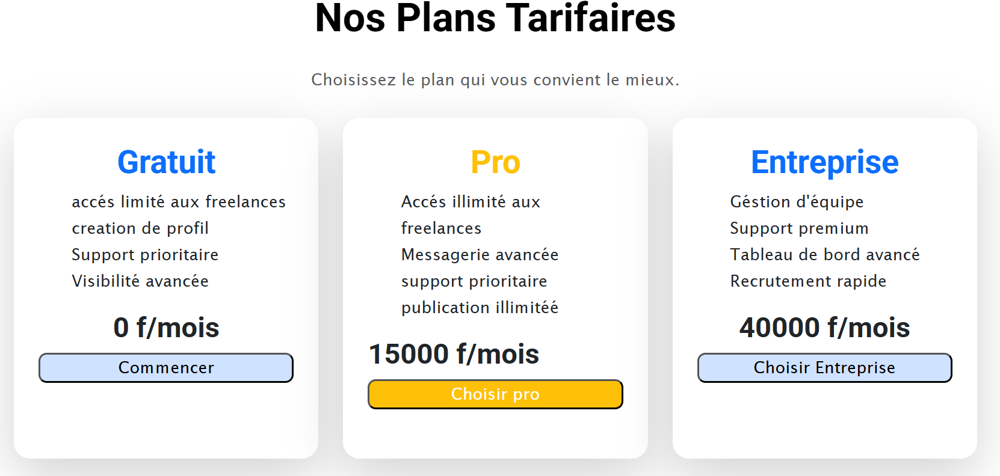 Nos Plans Tarifaires
Choisissez le plan qui vous convient le mieux.
Gratuit
accés limité aux freelances
creation de profil
Support prioritaire
Visibilité avancée
0 f/mois
Commencer
Pro
Accés illimité aux
freelances
Messagerie avancée
support prioritaire
publication illimitéé
15000 f/mois
Choisir pro
Entreprise
Géstion d'équipe
Support premium
Tableau de bord avancé
Recrutement rapide
40000 f/mois
Choisir Entreprise